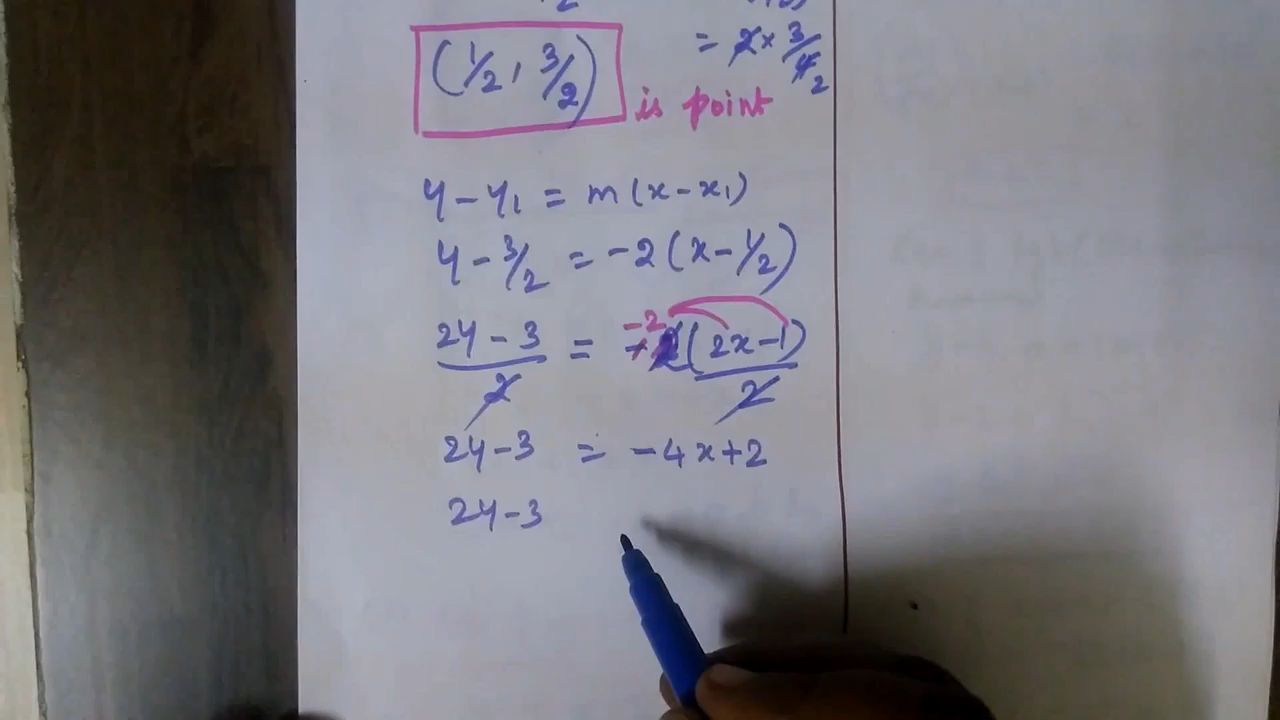 = 2 × 3/4 2
(1/2, 3/2) is point
y - y1 = m(x - x1)
y - 3/2 = -2(x - 1/2)
2y - 3 / 2 = -2 -2(2x - 1) / 2
2y - 3 = -4x + 2
2y - 3